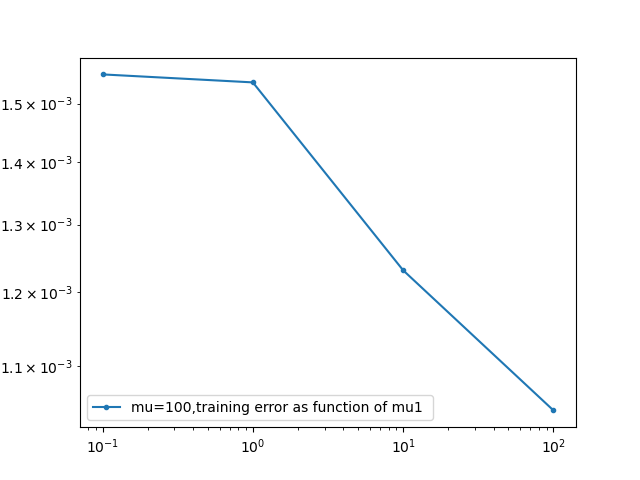 1.5 × 10⁻³
1.4 × 10⁻³
1.3 × 10⁻³
1.2 × 10⁻³
1.1 × 10⁻³
mu=100,training error as function of mu1
10⁻¹ 10⁰ 10¹ 10²